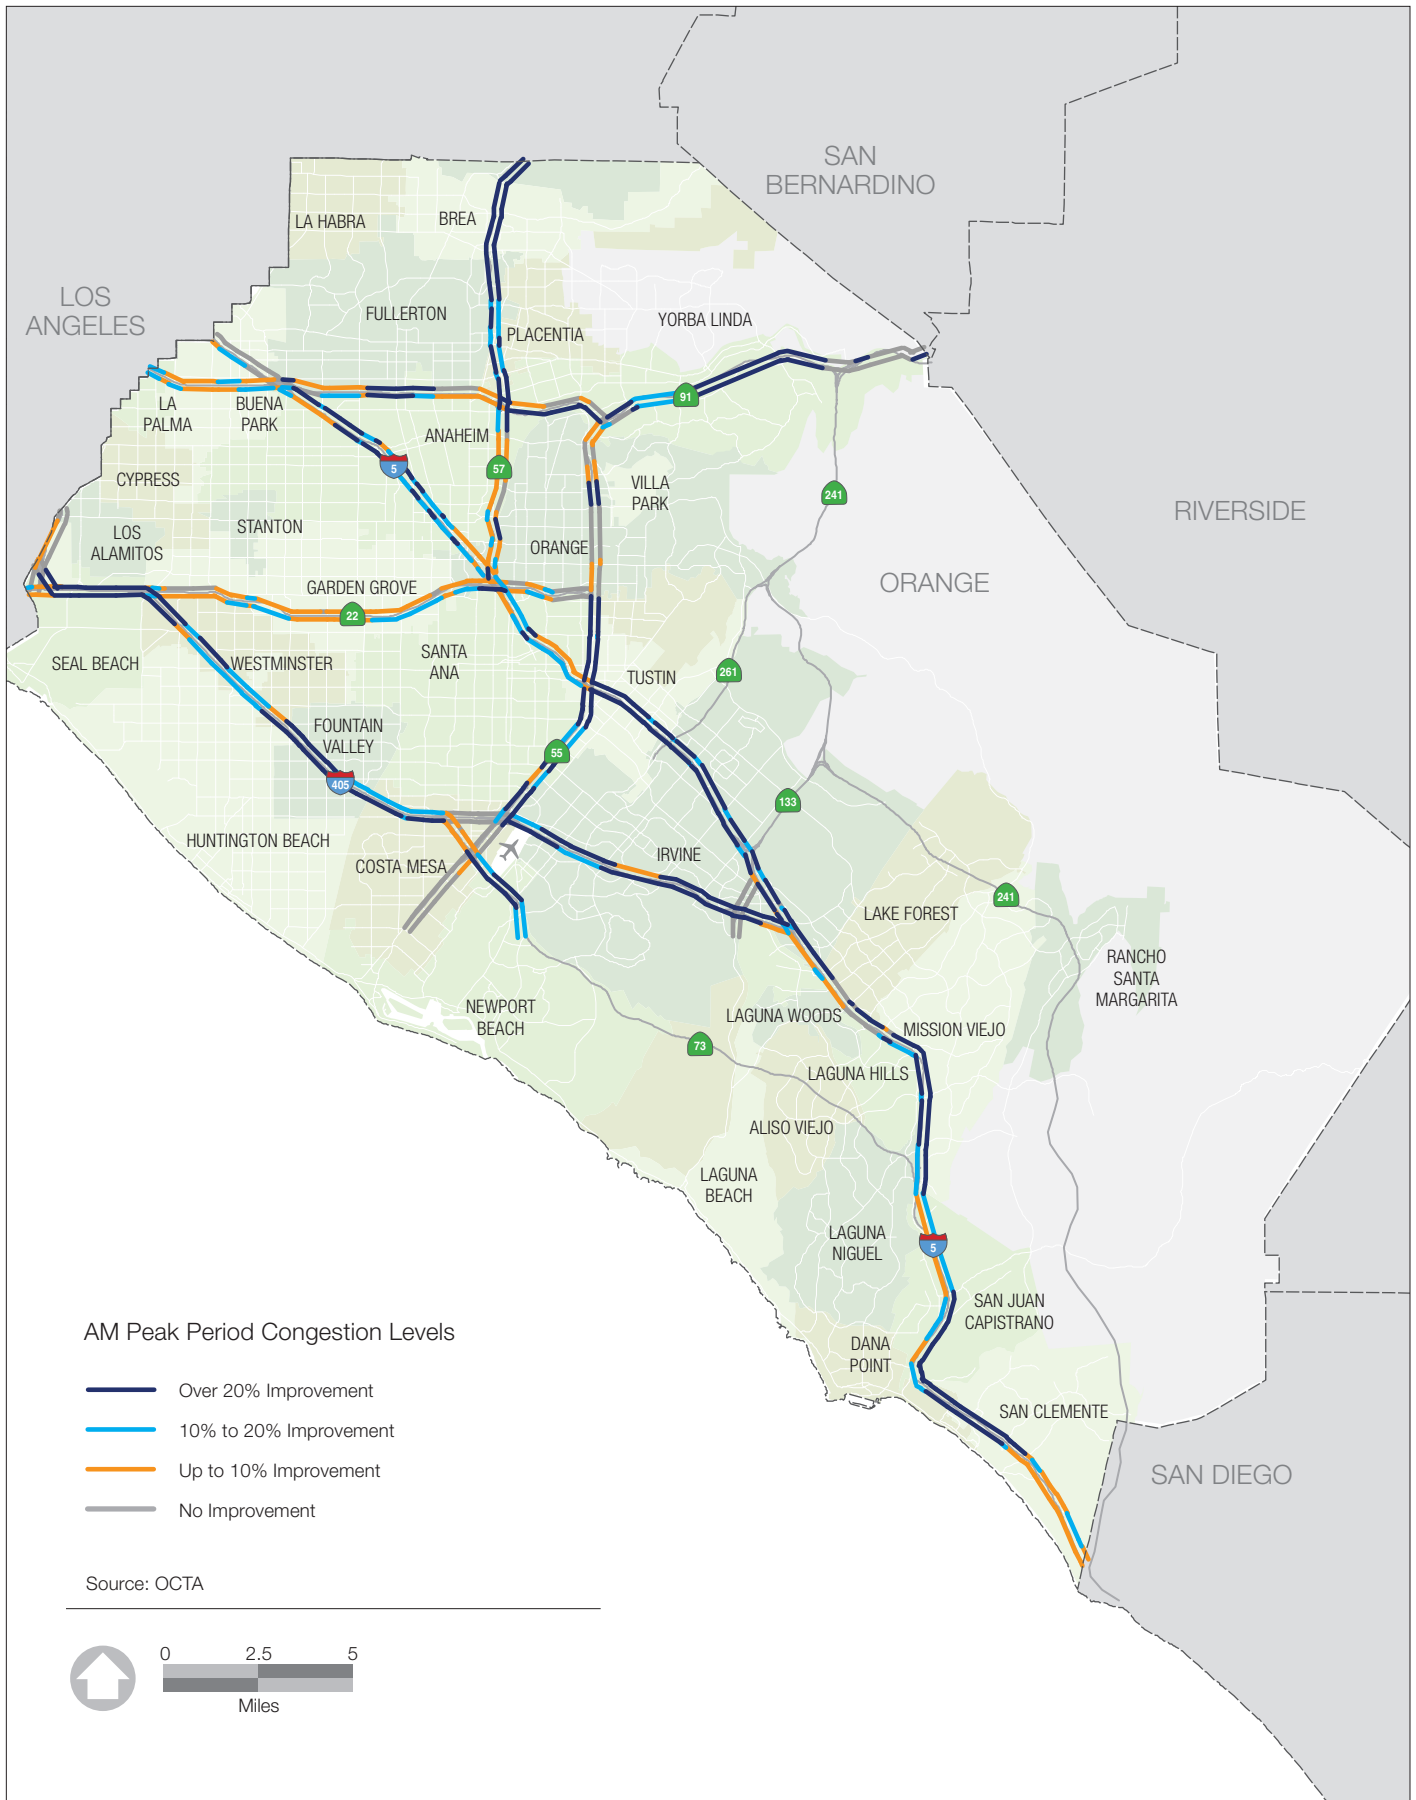 SAN
BERNARDINO
LA HABRA
BREA
LOS
ANGELES
FULLERTON
PLACENTIA
YORBA LINDA
LA
PALMA
BUENA
PARK
91
ANAHEIM
5
57
CYPRESS
VILLA
PARK
241
RIVERSIDE
LOS
ALAMITOS
STANTON
ORANGE
ORANGE
GARDEN GROVE
22
SEAL BEACH
WESTMINSTER
SANTA
ANA
TUSTIN
261
FOUNTAIN
VALLEY
55
405
133
HUNTINGTON BEACH
COSTA MESA
IRVINE
241
LAKE FOREST
RANCHO
SANTA
MARGARITA
NEWPORT
BEACH
LAGUNA WOODS
MISSION VIEJO
73
LAGUNA HILLS
ALISO VIEJO
LAGUNA
BEACH
LAGUNA
NIGUEL
5
SAN JUAN
CAPISTRANO
DANA
POINT
SAN CLEMENTE
SAN DIEGO
AM Peak Period Congestion Levels
Over 20% Improvement
10% to 20% Improvement
Up to 10% Improvement
No Improvement
Source: OCTA
0 2.5 5
Miles